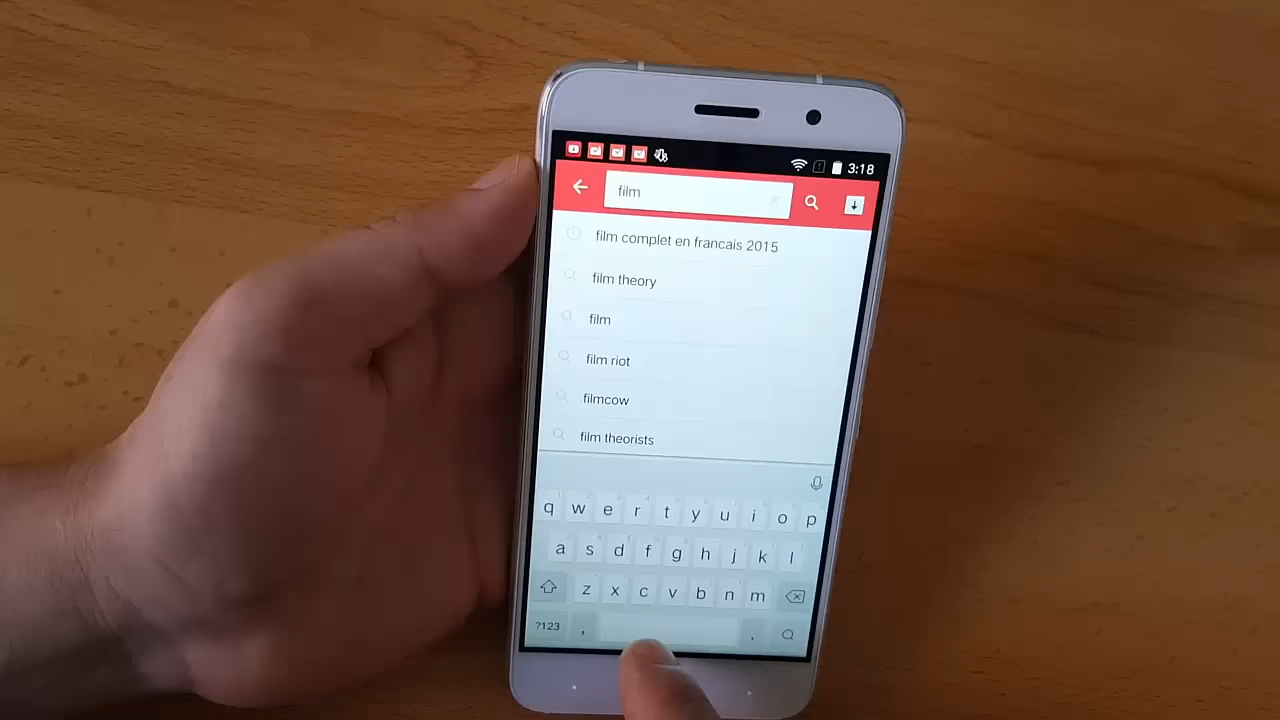 3:18
film
film complet en francais 2015
film theory
film
film riot
filmcow
film theorists
q w e r t y u i o p
a s d f g h j k l
z x c v b n m
?123 , .